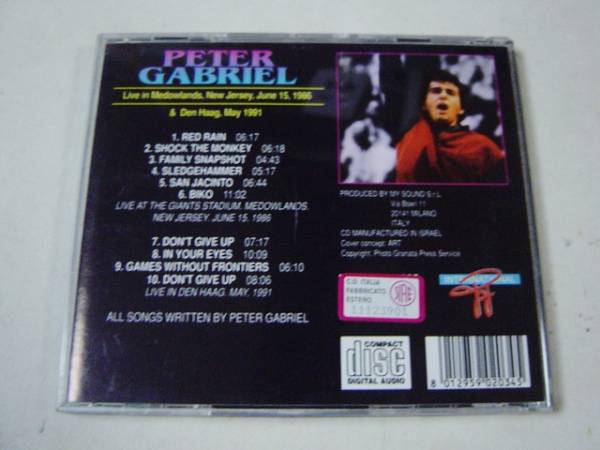 PETER
GABRIEL
Live in Medowlands, New Jersey, June 15, 1986
& Den Haag, May 1991
1. RED RAIN 06:17
2. SHOCK THE MONKEY 06:18
3. FAMILY SNAPSHOT 04:43
4. SLEDGEHAMMER 05:17
5. SAN JACINTO 06:44
6. BIKO 11:02
LIVE AT THE GIANTS STADIUM, MEDOWLANDS,
NEW JERSEY. JUNE 15. 1986
7. DON'T GIVE UP 07:17
8. IN YOUR EYES 10:09
9. GAMES WITHOUT FRONTIERS 06:10
10. DON'T GIVE UP 08:06
LIVE IN DEN HAAG. MAY, 1991
ALL SONGS WRITTEN BY PETER GABRIEL
PRODUCED BY MY SOUND S.r.L.
20141 MILANO
ITALY
CD MANUFACTURED IN ISRAEL
Cover concept: ART
Copyright: Photo Granata Press Service
C.D. ITALIA
FABBRICATO
ESTERO
11123901
INTERNATIONAL
COMPACT
disc
DIGITAL AUDIO
8 012959 020345